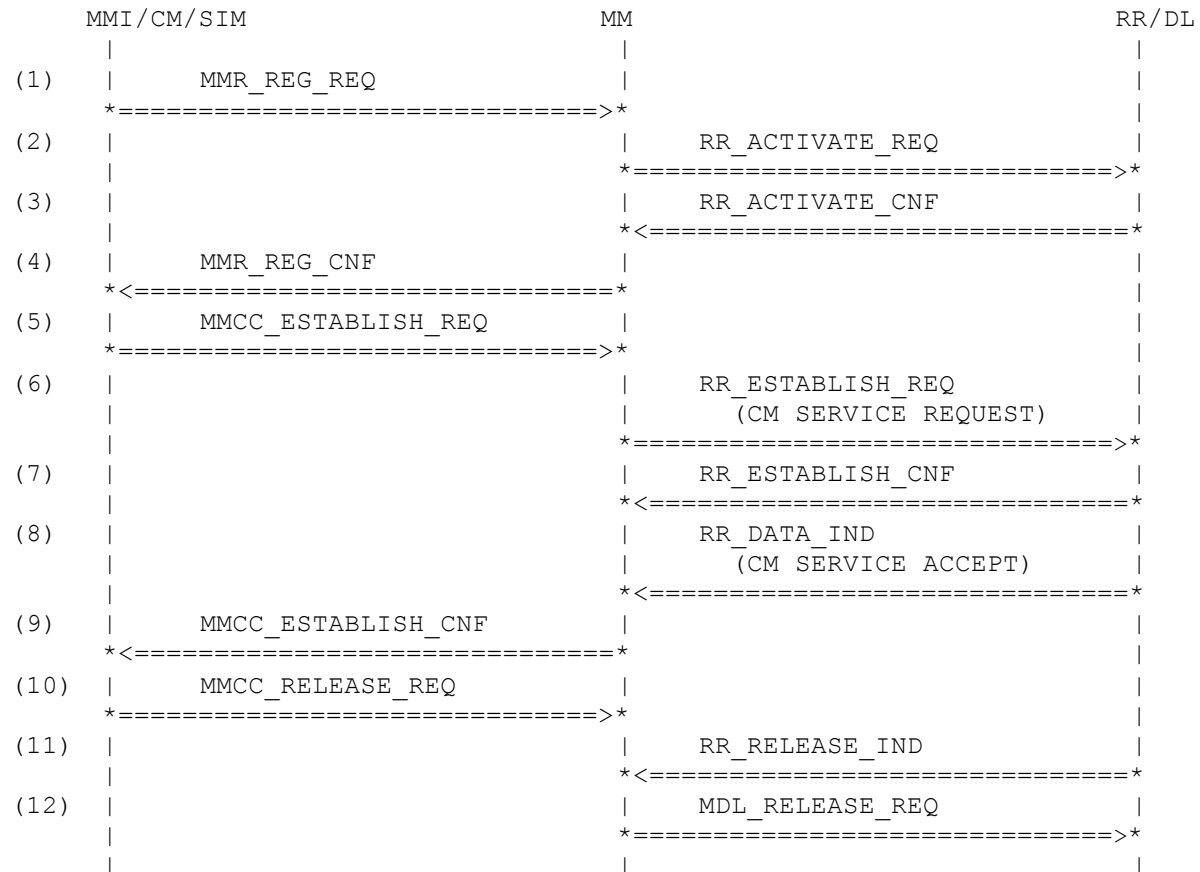 MMI/CM/SIM MM RR/DL
(1) MMR_REG_REQ
(2) RR_ACTIVATE_REQ
(3) RR_ACTIVATE_CNF
(4) MMR_REG_CNF
(5) MMCC_ESTABLISH_REQ
(6) RR_ESTABLISH_REQ
(CM SERVICE REQUEST)
(7) RR_ESTABLISH_CNF
(8) RR_DATA_IND
(CM SERVICE ACCEPT)
(9) MMCC_ESTABLISH_CNF
(10) MMCC_RELEASE_REQ
(11) RR_RELEASE_IND
(12) MDL_RELEASE_REQ